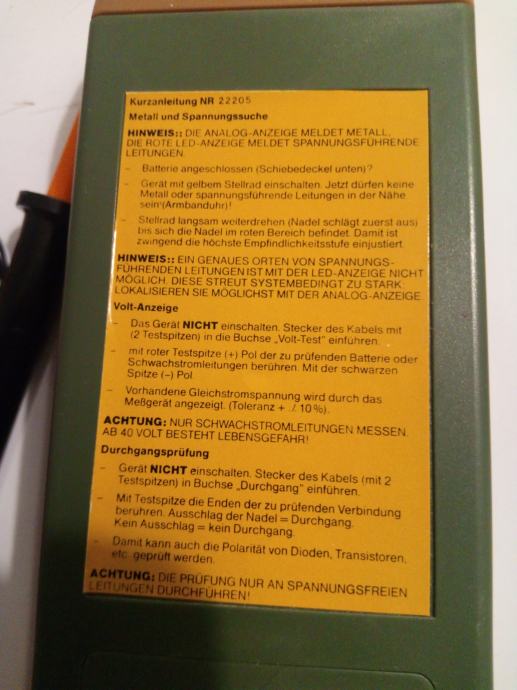 Kurzanleitung NR 22205
Metall und Spannungssuche
HINWEIS:: DIE ANALOG-ANZEIGE MELDET METALL,
DIE ROTE LED-ANZEIGE MELDET SPANNUNGSFÜHRENDE
LEITUNGEN.
– Batterie angeschlossen (Schiebedeckel unten)?
– Gerät mit gelbem Stellrad einschalten. Jetzt dürfen keine
Metall oder spannungsführende Leitungen in der Nähe
sein (Armbanduhr)!
– Stellrad langsam weiterdrehen (Nadel schlägt zuerst aus)
bis sich die Nadel im roten Bereich befindet. Damit ist
zwingend die höchste Empfindlichkeitsstufe einjustiert.
HINWEIS:: EIN GENAUES ORTEN VON SPANNUNGS-
FÜHRENDEN LEITUNGEN IST MIT DER LED-ANZEIGE NICHT
MÖGLICH. DIESE STREUT SYSTEMBEDINGT ZU STARK:
LOKALISIEREN SIE MÖGLICHST MIT DER ANALOG-ANZEIGE
Volt-Anzeige
– Das Gerät NICHT einschalten. Stecker des Kabels mit
(2 Testspitzen) in die Buchse „Volt-Test" einführen.
– mit roter Testspitze (+) Pol der zu prüfenden Batterie oder
Schwachstromleitungen berühren. Mit der schwarzen
Spitze (–) Pol.
– Vorhandene Gleichstromspannung wird durch das
Meßgerät angezeigt. (Toleranz + ./. 10%).
ACHTUNG: NUR SCHWACHSTROMLEITUNGEN MESSEN.
AB 40 VOLT BESTEHT LEBENSGEFAHR!
Durchgangsprüfung
– Gerät NICHT einschalten. Stecker des Kabels (mit 2
Testspitzen) in Buchse „Durchgang" einführen.
– Mit Testspitze die Enden der zu prüfenden Verbindung
berühren. Ausschlag der Nadel = Durchgang.
Kein Ausschlag = kein Durchgang.
– Damit kann auch die Polarität von Dioden, Transistoren,
etc. geprüft werden.
ACHTUNG: DIE PRÜFUNG NUR AN SPANNUNGSFREIEN
LEITUNGEN DURCHFÜHREN!